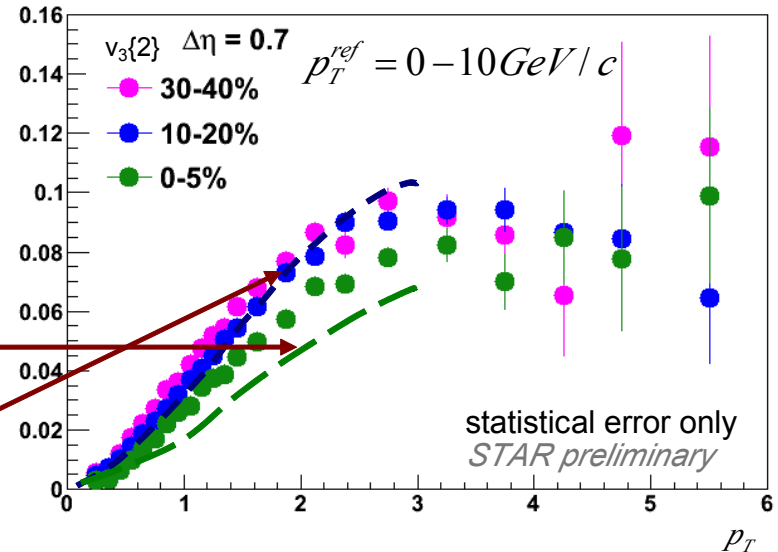 0.16
0.14
0.12
0.1
0.08
0.06
0.04
0.02
0
v₃{2} Δη = 0.7
p_T^{ref} = 0 – 10 GeV / c
30-40%
10-20%
0-5%
statistical error only
STAR preliminary
0 1 2 3 4 5 6
p_T